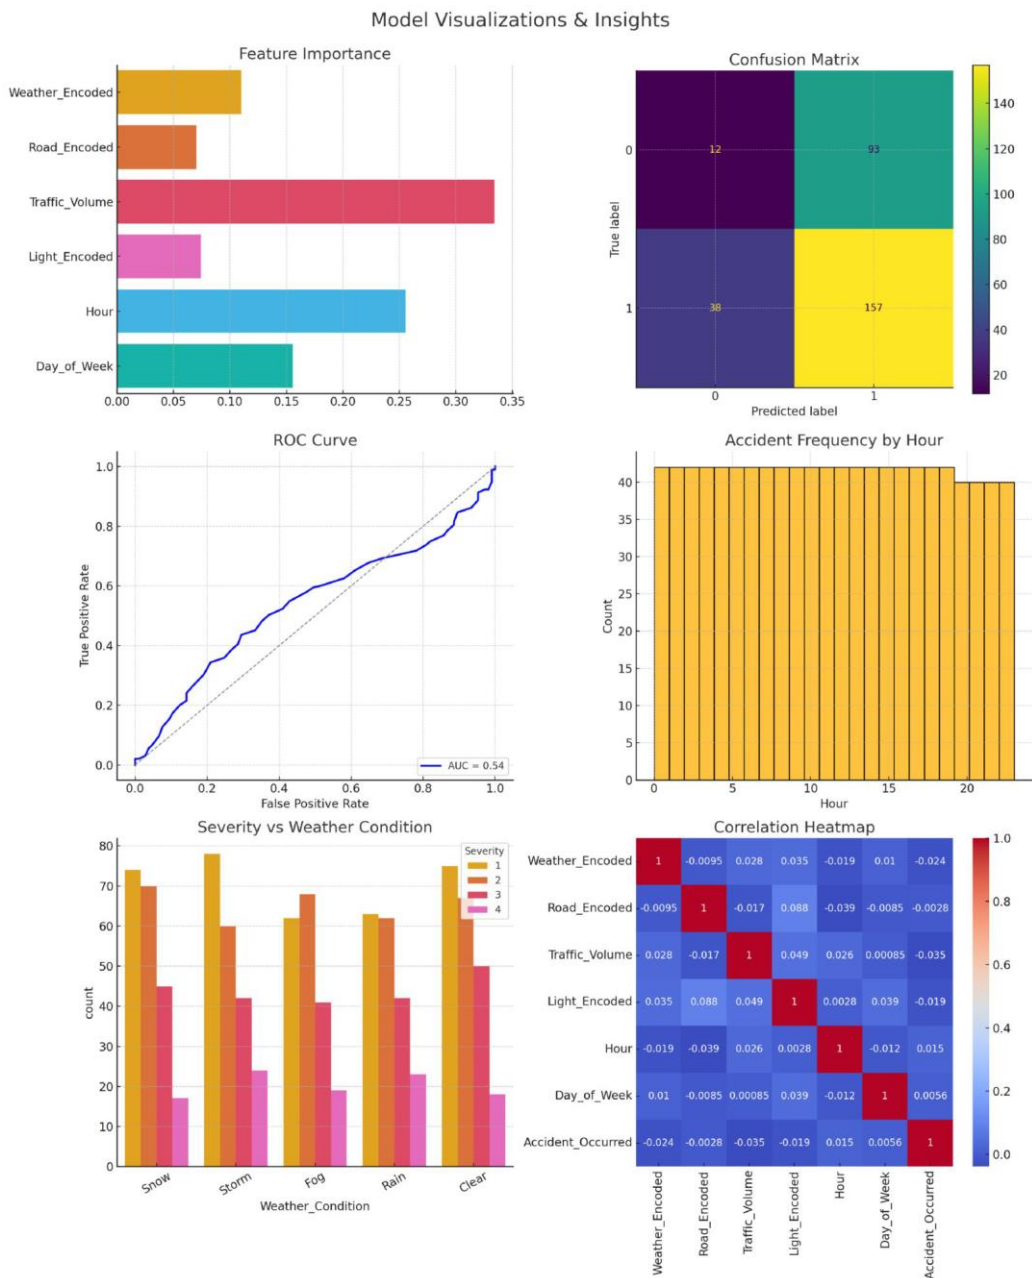 Model Visualizations & Insights
Feature Importance
Weather_Encoded
Road_Encoded
Traffic_Volume
Light_Encoded
Hour
Day_of_Week
0.00 0.05 0.10 0.15 0.20 0.25 0.30 0.35
Confusion Matrix
True label
0
1
12 93
38 157
0 1
Predicted label
140
120
100
80
60
40
20
ROC Curve
True Positive Rate
1.0
0.8
0.6
0.4
0.2
0.0
AUC = 0.54
0.0 0.2 0.4 0.6 0.8 1.0
False Positive Rate
Accident Frequency by Hour
Count
40
35
30
25
20
15
10
5
0
0 5 10 15 20
Hour
Severity vs Weather Condition
count
80
70
60
50
40
30
20
10
0
Severity
1
2
3
4
Snow Storm Fog Rain Clear
Weather_Condition
Correlation Heatmap
Weather_Encoded 1 -0.0095 0.028 0.035 -0.019 0.01 -0.024
Road_Encoded -0.0095 1 -0.017 0.088 -0.039 -0.0085 -0.0028
Traffic_Volume 0.028 -0.017 1 0.049 0.026 0.00085 -0.035
Light_Encoded 0.035 0.088 0.049 1 0.0028 0.039 -0.019
Hour -0.019 -0.039 0.026 0.0028 1 -0.012 0.015
Day_of_Week 0.01 -0.0085 0.00085 0.039 -0.012 1 0.0056
Accident_Occurred -0.024 -0.0028 -0.035 -0.019 0.015 0.0056 1
Weather_Encoded Road_Encoded Traffic_Volume Light_Encoded Hour Day_of_Week Accident_Occurred
1.0
0.8
0.6
0.4
0.2
0.0